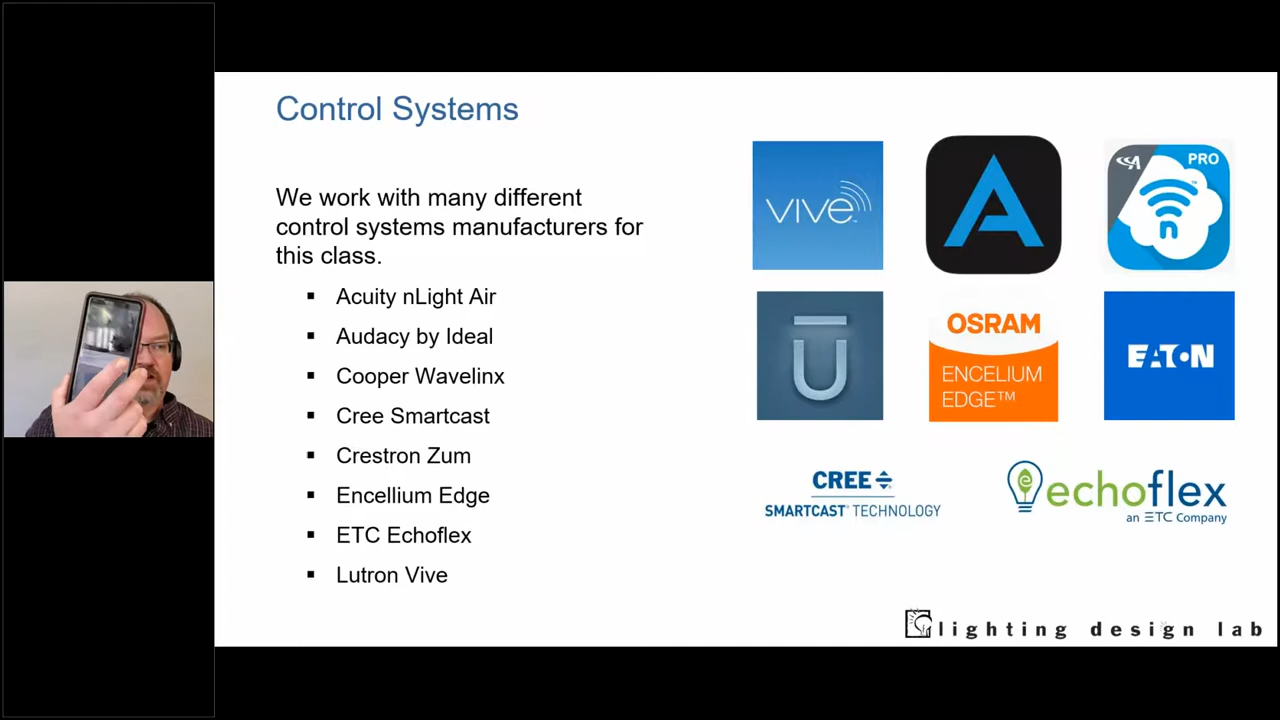 Control Systems
We work with many different
control systems manufacturers for
this class.
▪ Acuity nLight Air
▪ Audacy by Ideal
▪ Cooper Wavelinx
▪ Cree Smartcast
▪ Crestron Zum
▪ Encellium Edge
▪ ETC Echoflex
▪ Lutron Vive
vive
A
PRO
n
Ū
OSRAM
ENCELIUM
EDGE™
EATON
CREE
SMARTCAST® TECHNOLOGY
echoflex
an ETC Company
lighting design lab